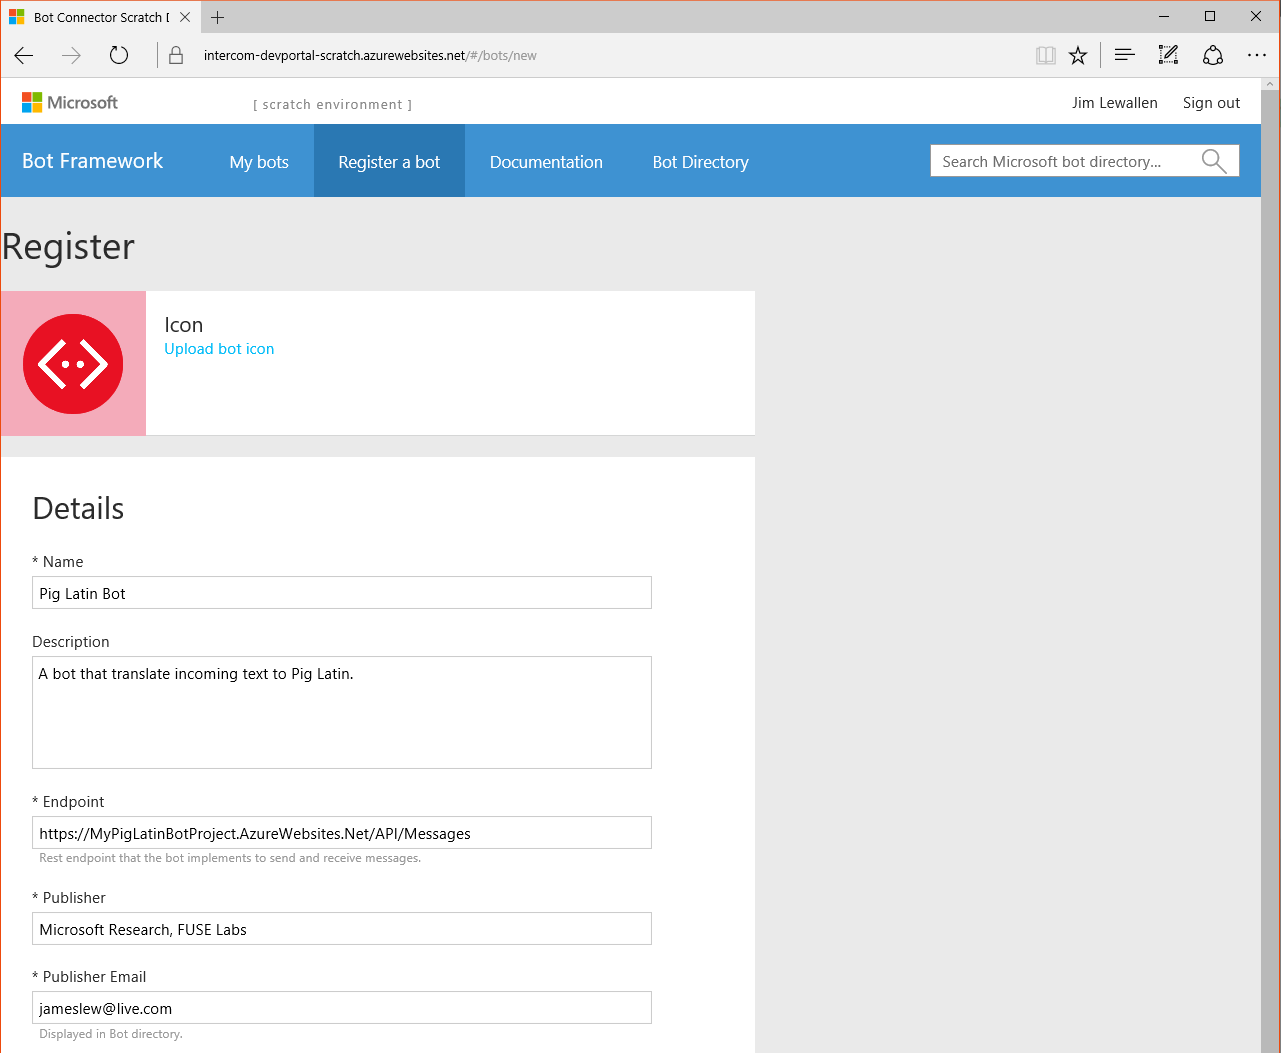 Bot Connector Scratch
intercom-devportal-scratch.azurewebsites.net/#/bots/new
Microsoft
[ scratch environment ]
Jim Lewallen
Sign out
Bot Framework
My bots
Register a bot
Documentation
Bot Directory
Search Microsoft bot directory...
Register
Icon
Upload bot icon
Details
* Name
Pig Latin Bot
Description
A bot that translate incoming text to Pig Latin.
* Endpoint
https://MyPigLatinBotProject.AzureWebsites.Net/API/Messages
Rest endpoint that the bot implements to send and receive messages.
* Publisher
Microsoft Research, FUSE Labs
* Publisher Email
jameslew@live.com
Displayed in Bot directory.